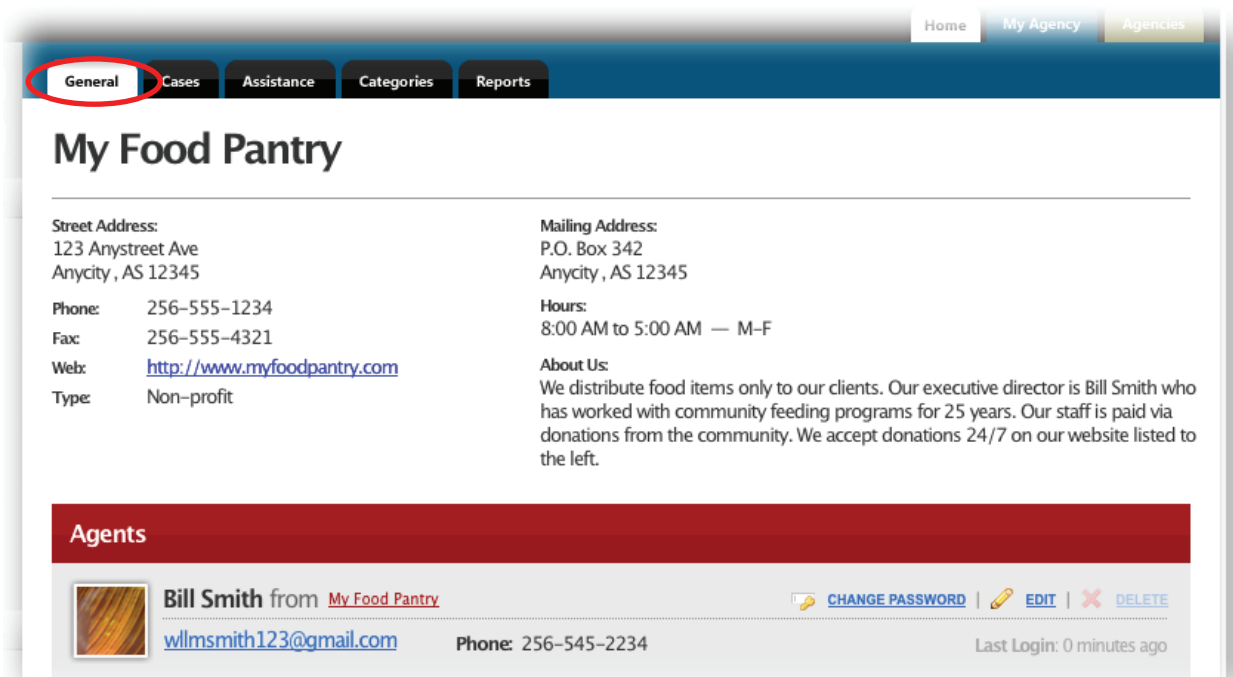 Home My Agency Agencies
General Cases Assistance Categories Reports
My Food Pantry
Street Address:
123 Anystreet Ave
Anycity , AS 12345
Phone: 256-555-1234
Fax: 256-555-4321
Web: http://www.myfoodpantry.com
Type: Non-profit
Mailing Address:
P.O. Box 342
Anycity , AS 12345
Hours:
8:00 AM to 5:00 AM — M-F
About Us:
We distribute food items only to our clients. Our executive director is Bill Smith who
has worked with community feeding programs for 25 years. Our staff is paid via
donations from the community. We accept donations 24/7 on our website listed to
the left.
Agents
Bill Smith from My Food Pantry CHANGE PASSWORD | EDIT | DELETE
wllmsmith123@gmail.com Phone: 256-545-2234 Last Login: 0 minutes ago